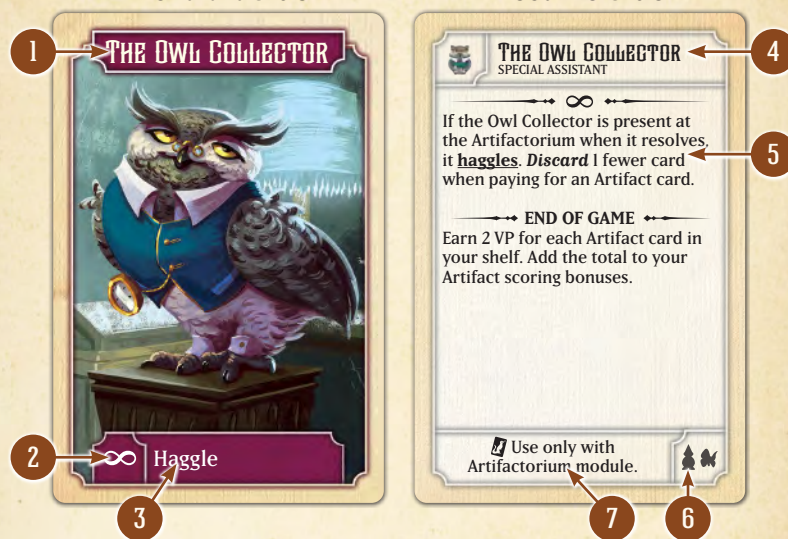 1
THE OWL COLLECTOR
2
Haggle
3
THE OWL COLLECTOR
4
SPECIAL ASSISTANT
If the Owl Collector is present at
the Artifactorium when it resolves,
it haggles. Discard 1 fewer card
5
when paying for an Artifact card.
END OF GAME
Earn 2 VP for each Artifact card in
your shelf. Add the total to your
Artifact scoring bonuses.
Use only with
Artifactorium module.
7
6